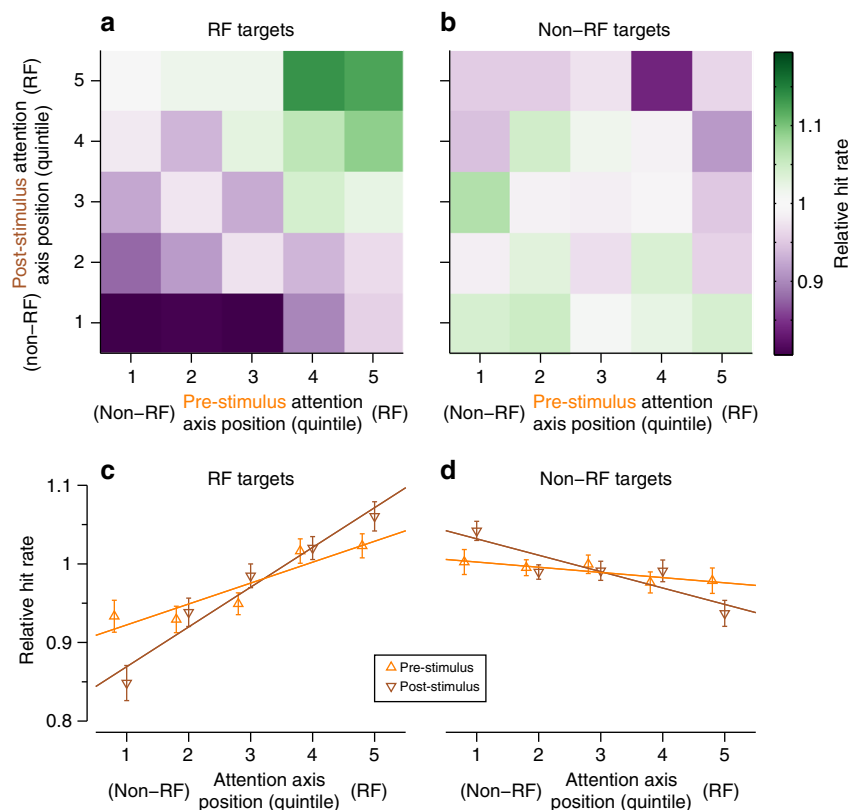 a
RF targets
b
Non−RF targets
Post-stimulus attention
axis position (quintile)
(non−RF)
(RF)
5
4
3
2
1
1 2 3 4 5
(Non−RF) Pre-stimulus attention (RF)
axis position (quintile)
1 2 3 4 5
(Non−RF) Pre-stimulus attention (RF)
axis position (quintile)
1.1
1
0.9
Relative hit rate
c
RF targets
d
Non−RF targets
Relative hit rate
1.1
1
0.9
0.8
Pre−stimulus
Post−stimulus
1 2 3 4 5
(Non−RF) Attention axis (RF)
position (quintile)
1 2 3 4 5
(Non−RF) Attention axis (RF)
position (quintile)